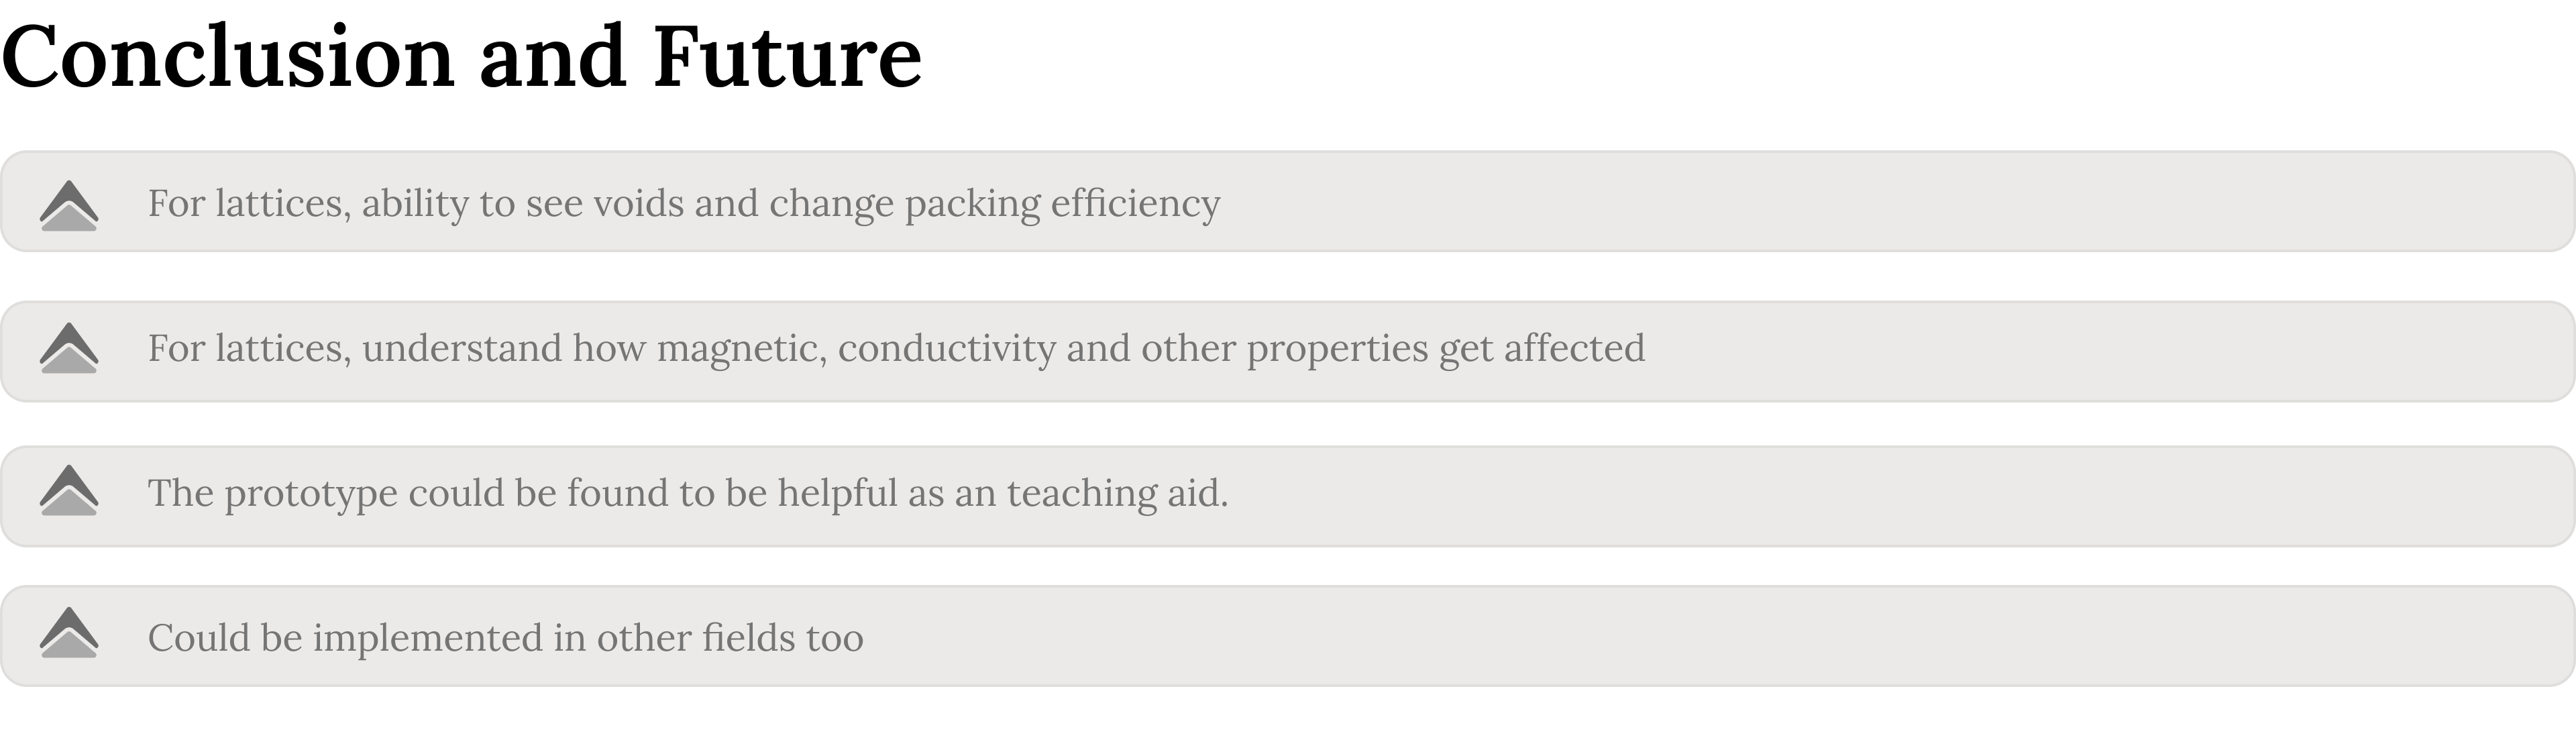 Conclusion and Future
For lattices, ability to see voids and change packing efficiency
For lattices, understand how magnetic, conductivity and other properties get affected
The prototype could be found to be helpful as an teaching aid.
Could be implemented in other fields too